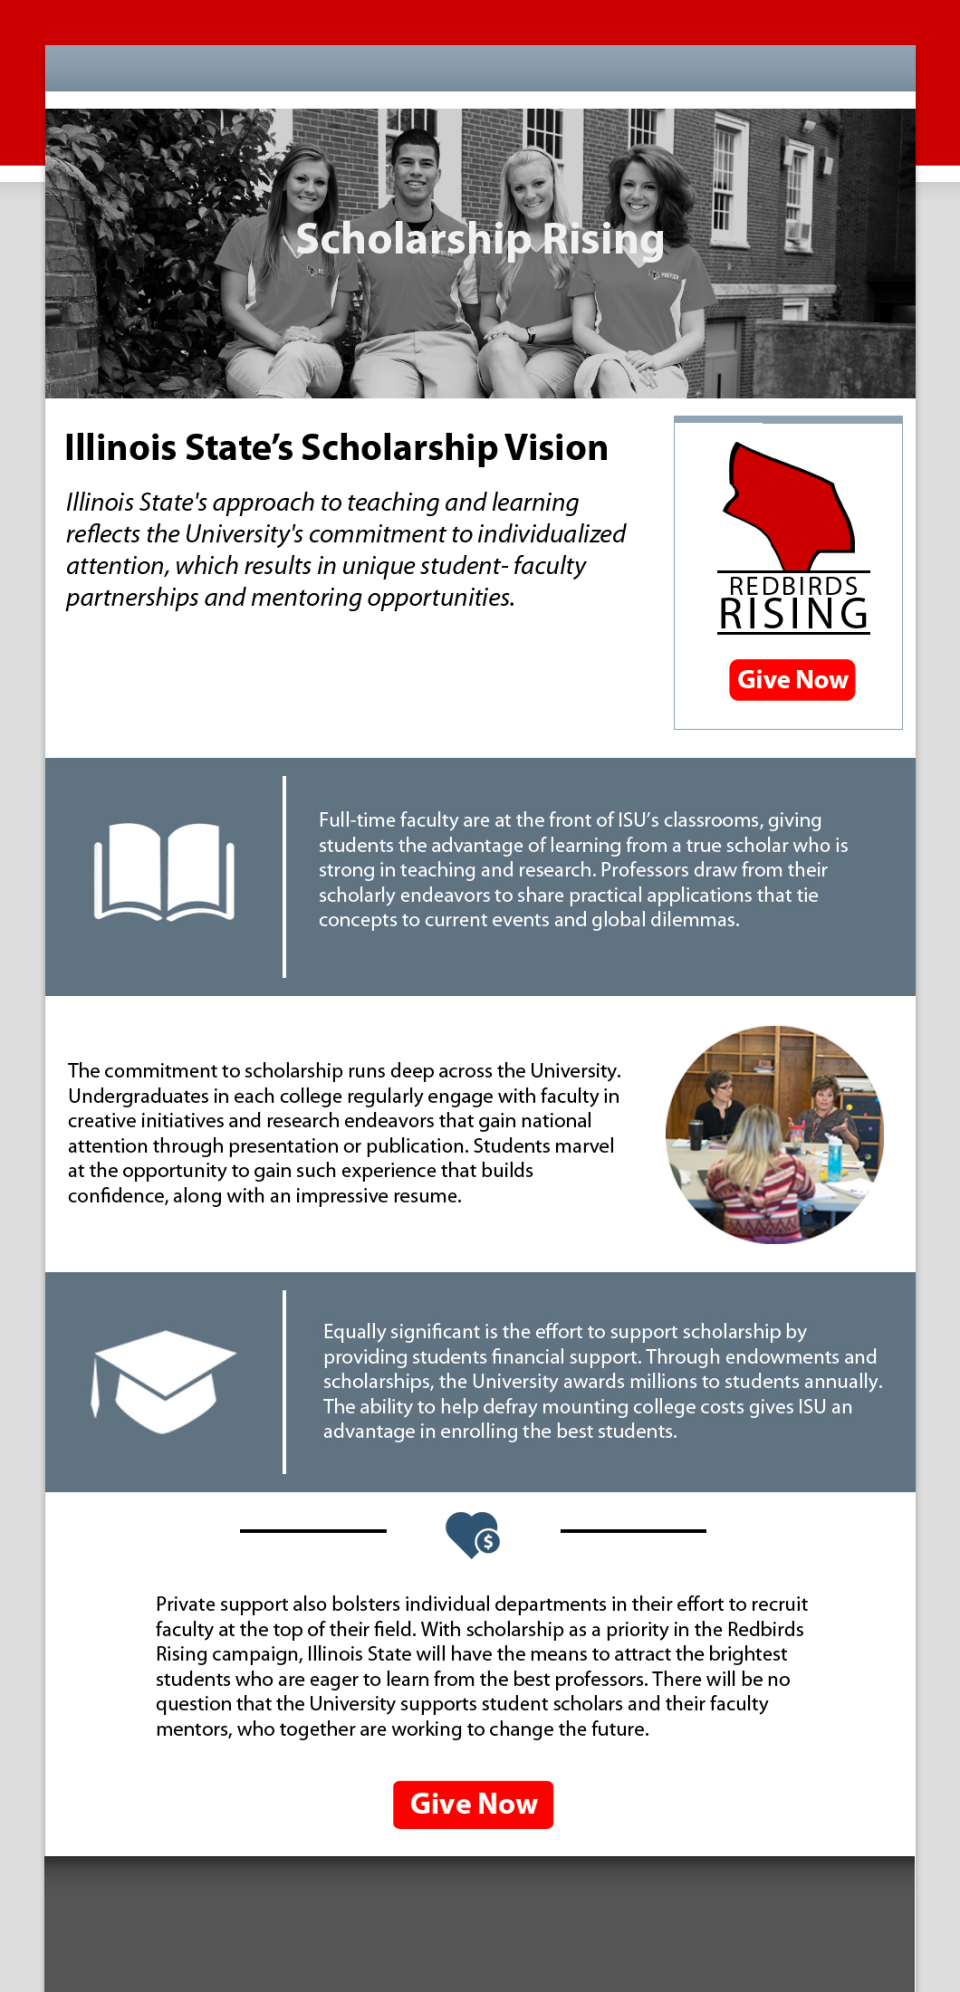 Scholarship Rising
Illinois State’s Scholarship Vision
Illinois State's approach to teaching and learning
reflects the University's commitment to individualized
attention, which results in unique student- faculty
partnerships and mentoring opportunities.
REDBIRDS
RISING
Give Now
Full-time faculty are at the front of ISU’s classrooms, giving
students the advantage of learning from a true scholar who is
strong in teaching and research. Professors draw from their
scholarly endeavors to share practical applications that tie
concepts to current events and global dilemmas.
The commitment to scholarship runs deep across the University.
Undergraduates in each college regularly engage with faculty in
creative initiatives and research endeavors that gain national
attention through presentation or publication. Students marvel
at the opportunity to gain such experience that builds
confidence, along with an impressive resume.
Equally significant is the effort to support scholarship by
providing students financial support. Through endowments and
scholarships, the University awards millions to students annually.
The ability to help defray mounting college costs gives ISU an
advantage in enrolling the best students.
$
Private support also bolsters individual departments in their effort to recruit
faculty at the top of their field. With scholarship as a priority in the Redbirds
Rising campaign, Illinois State will have the means to attract the brightest
students who are eager to learn from the best professors. There will be no
question that the University supports student scholars and their faculty
mentors, who together are working to change the future.
Give Now